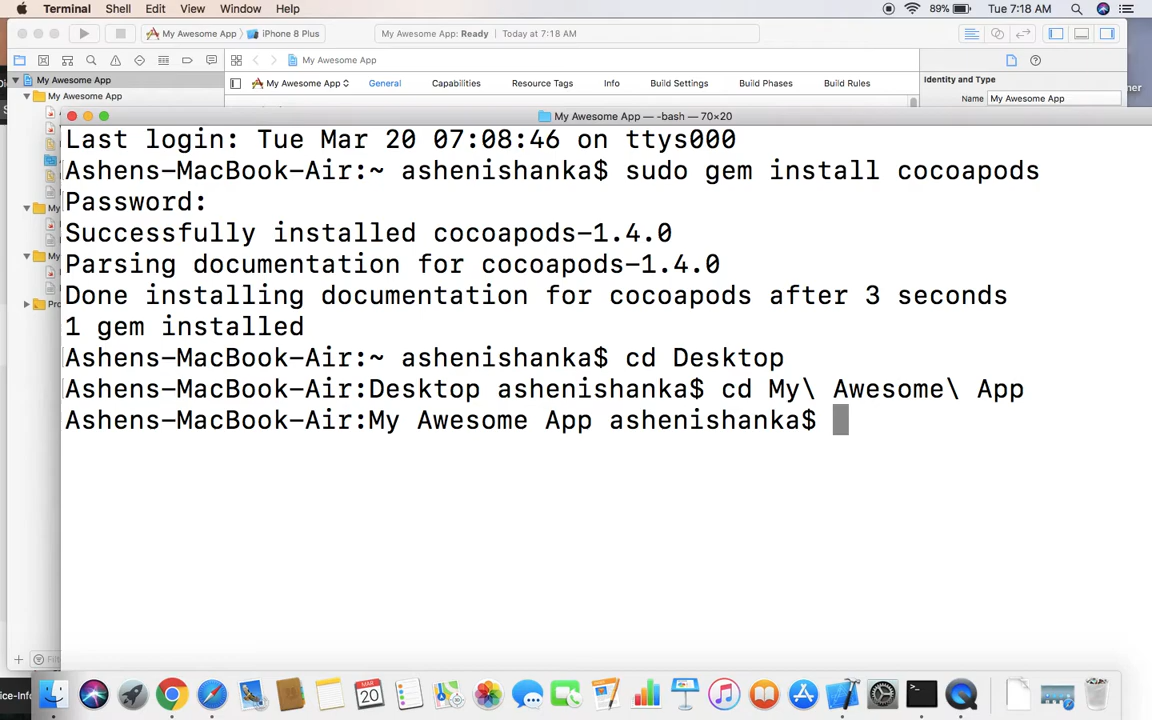 Terminal Shell Edit View Window Help 89% Tue 7:18 AM
My Awesome App iPhone 8 Plus My Awesome App: Ready Today at 7:18 AM
My Awesome App
My Awesome App My Awesome App General Capabilities Resource Tags Info Build Settings Build Phases Build Rules Identity and Type
My Awesome App Name My Awesome App
My Awesome App — -bash — 70×20
Last login: Tue Mar 20 07:08:46 on ttys000
Ashens-MacBook-Air:~ ashenishanka$ sudo gem install cocoapods
Password:
Successfully installed cocoapods-1.4.0
Parsing documentation for cocoapods-1.4.0
Done installing documentation for cocoapods after 3 seconds
1 gem installed
Ashens-MacBook-Air:~ ashenishanka$ cd Desktop
Ashens-MacBook-Air:Desktop ashenishanka$ cd My\ Awesome\ App
Ashens-MacBook-Air:My Awesome App ashenishanka$